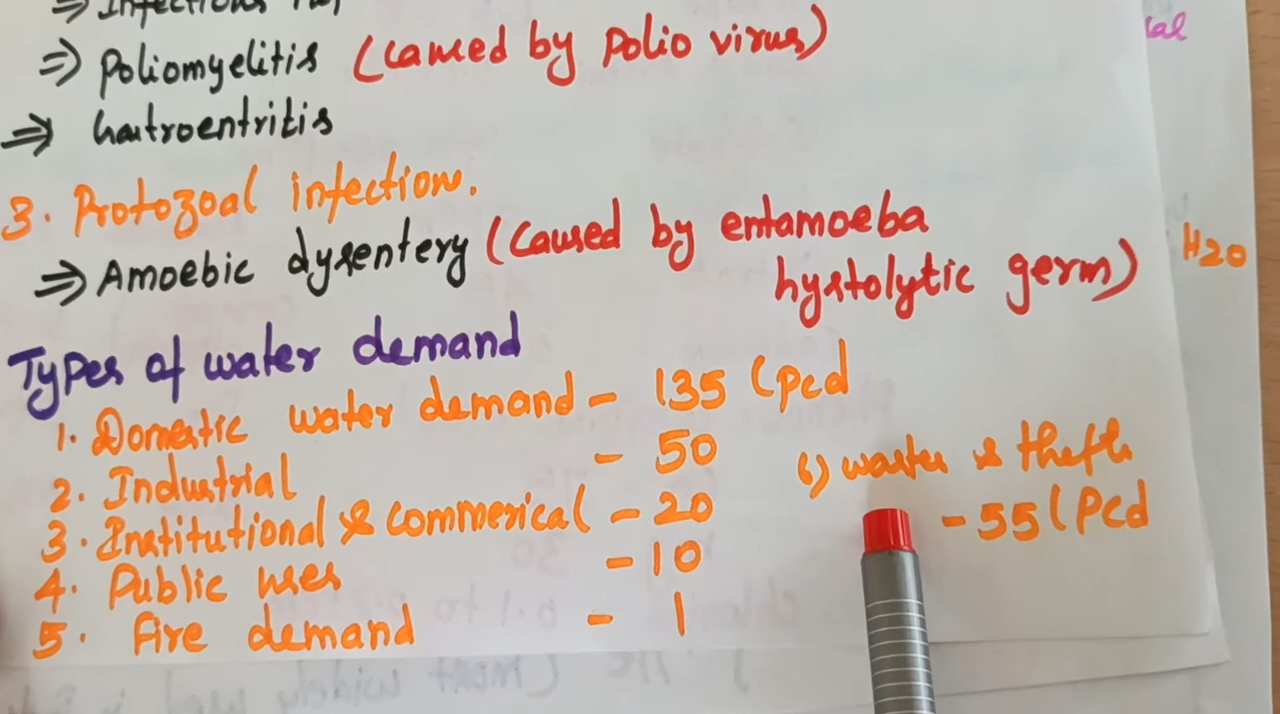 ⇒ Infections
⇒ Poliomyelitis (caused by Polio virus)
⇒ Gastroentritis
3. Protozoal infection.
⇒ Amoebic dysentery (Caused by entamoeba
hystolytic germ)
H2O
Types of water demand
1. Domestic water demand - 135 lpcd
2. Industrial - 50
3. Institutional & commerical - 20
4. Public uses - 10
5. Fire demand - 1
6) wastes & thefts
- 55 lpcd